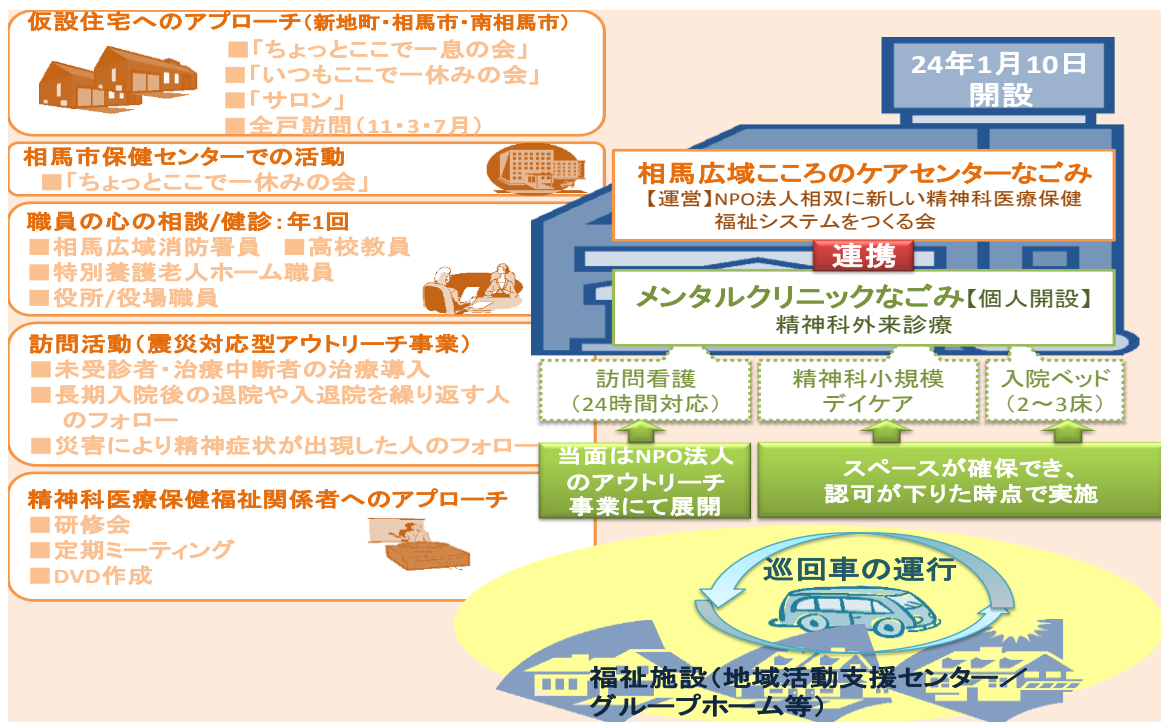 仮設住宅へのアプローチ(新地町・相馬市・南相馬市)
■「ちょっとここで一息の会」
■「いつもここで一休みの会」
■「サロン」
■全戸訪問(11・3・7月)
相馬市保健センターでの活動
■「ちょっとここで一休みの会」
職員の心の相談/健診:年1回
■相馬広域消防署員 ■高校教員
■特別養護老人ホーム職員
■役所/役場職員
訪問活動(震災対応型アウトリーチ事業)
■未受診者・治療中断者の治療導入
■長期入院後の退院や入退院を繰り返す人
のフォロー
■災害により精神症状が出現した人のフォロー
精神科医療保健福祉関係者へのアプローチ
■研修会
■定期ミーティング
■DVD作成
24年1月10日
開設
相馬広域こころのケアセンターなごみ
【運営】NPO法人相双に新しい精神科医療保健
福祉システムをつくる会
連携
メンタルクリニックなごみ【個人開設】
精神科外来診療
訪問看護
(24時間対応)
精神科小規模
デイケア
入院ベッド
(2~3床)
当面はNPO法人
のアウトリーチ
事業にて展開
スペースが確保でき、
認可が下りた時点で実施
巡回車の運行
福祉施設(地域活動支援センター/
グループホーム等)